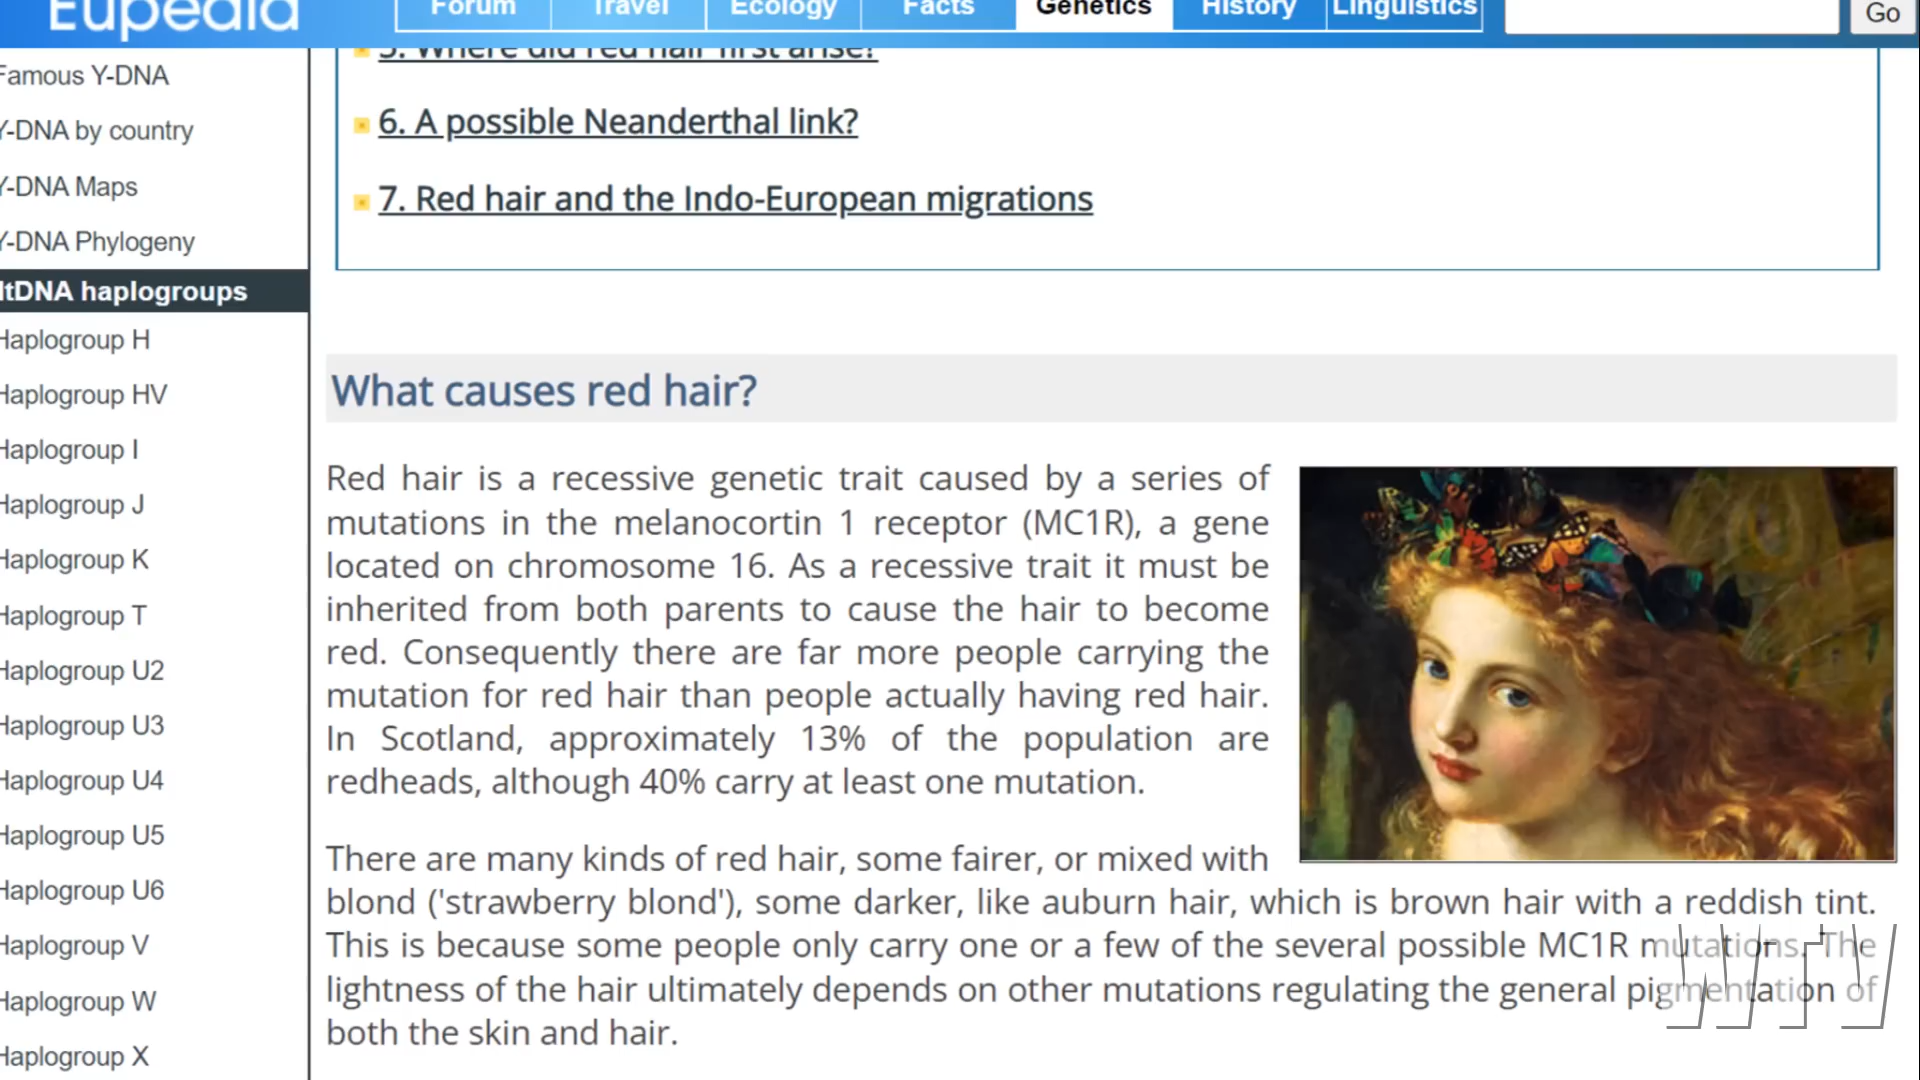 Eupedia
Forum
Travel
Ecology
Facts
Genetics
History
Linguistics
Go
Famous Y-DNA
Y-DNA by country
Y-DNA Maps
Y-DNA Phylogeny
tDNA haplogroups
Haplogroup H
Haplogroup HV
Haplogroup I
Haplogroup J
Haplogroup K
Haplogroup T
Haplogroup U2
Haplogroup U3
Haplogroup U4
Haplogroup U5
Haplogroup U6
Haplogroup V
Haplogroup W
Haplogroup X
5. Where did red hair first arise?
6. A possible Neanderthal link?
7. Red hair and the Indo-European migrations
What causes red hair?
Red hair is a recessive genetic trait caused by a series of
mutations in the melanocortin 1 receptor (MC1R), a gene
located on chromosome 16. As a recessive trait it must be
inherited from both parents to cause the hair to become
red. Consequently there are far more people carrying the
mutation for red hair than people actually having red hair.
In Scotland, approximately 13% of the population are
redheads, although 40% carry at least one mutation.
There are many kinds of red hair, some fairer, or mixed with
blond ('strawberry blond'), some darker, like auburn hair, which is brown hair with a reddish tint.
This is because some people only carry one or a few of the several possible MC1R mutations. The
lightness of the hair ultimately depends on other mutations regulating the general pigmentation of
both the skin and hair.